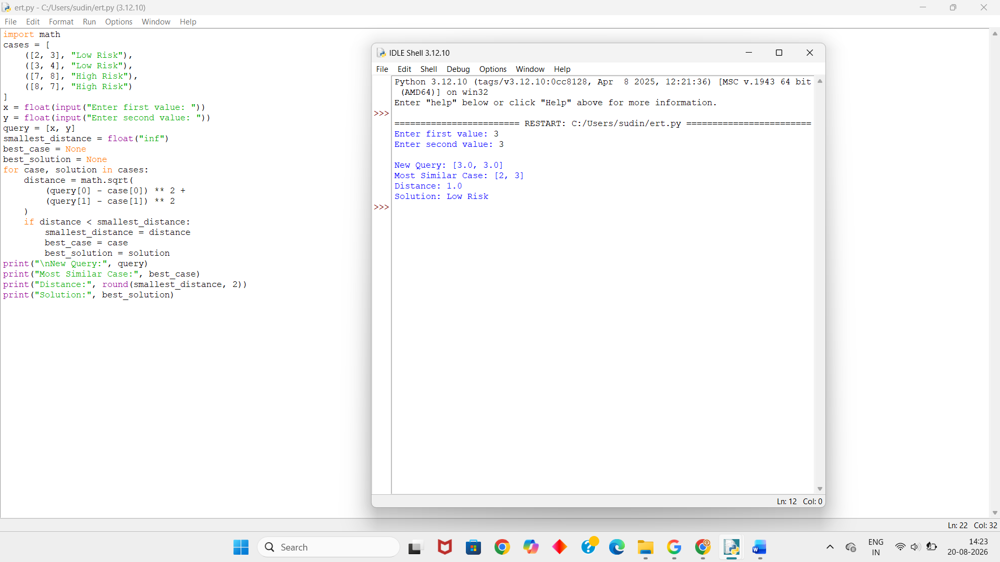 ert.py - C:/Users/sudin/ert.py (3.12.10)
File Edit Format Run Options Window Help
import math
cases = [
    ([2, 3], "Low Risk"),
    ([3, 4], "Low Risk"),
    ([7, 8], "High Risk"),
    ([8, 7], "High Risk")
]
x = float(input("Enter first value: "))
y = float(input("Enter second value: "))
query = [x, y]
smallest_distance = float("inf")
best_case = None
best_solution = None
for case, solution in cases:
    distance = math.sqrt(
        (query[0] - case[0]) ** 2 +
        (query[1] - case[1]) ** 2
    )
    if distance < smallest_distance:
        smallest_distance = distance
        best_case = case
        best_solution = solution
print("\nNew Query:", query)
print("Most Similar Case:", best_case)
print("Distance:", round(smallest_distance, 2))
print("Solution:", best_solution)
IDLE Shell 3.12.10
File Edit Shell Debug Options Window Help
Python 3.12.10 (tags/v3.12.10:0cc8128, Apr  8 2025, 12:21:36) [MSC v.1943 64 bit
 (AMD64)] on win32
Enter "help" below or click "Help" above for more information.
>>>
======================== RESTART: C:/Users/sudin/ert.py ========================
Enter first value: 3
Enter second value: 3
New Query: [3.0, 3.0]
Most Similar Case: [2, 3]
Distance: 1.0
Solution: Low Risk
>>>
Ln: 12 Col: 0
Ln: 22 Col: 32
Search
ENG
IN
14:23
20-08-2026